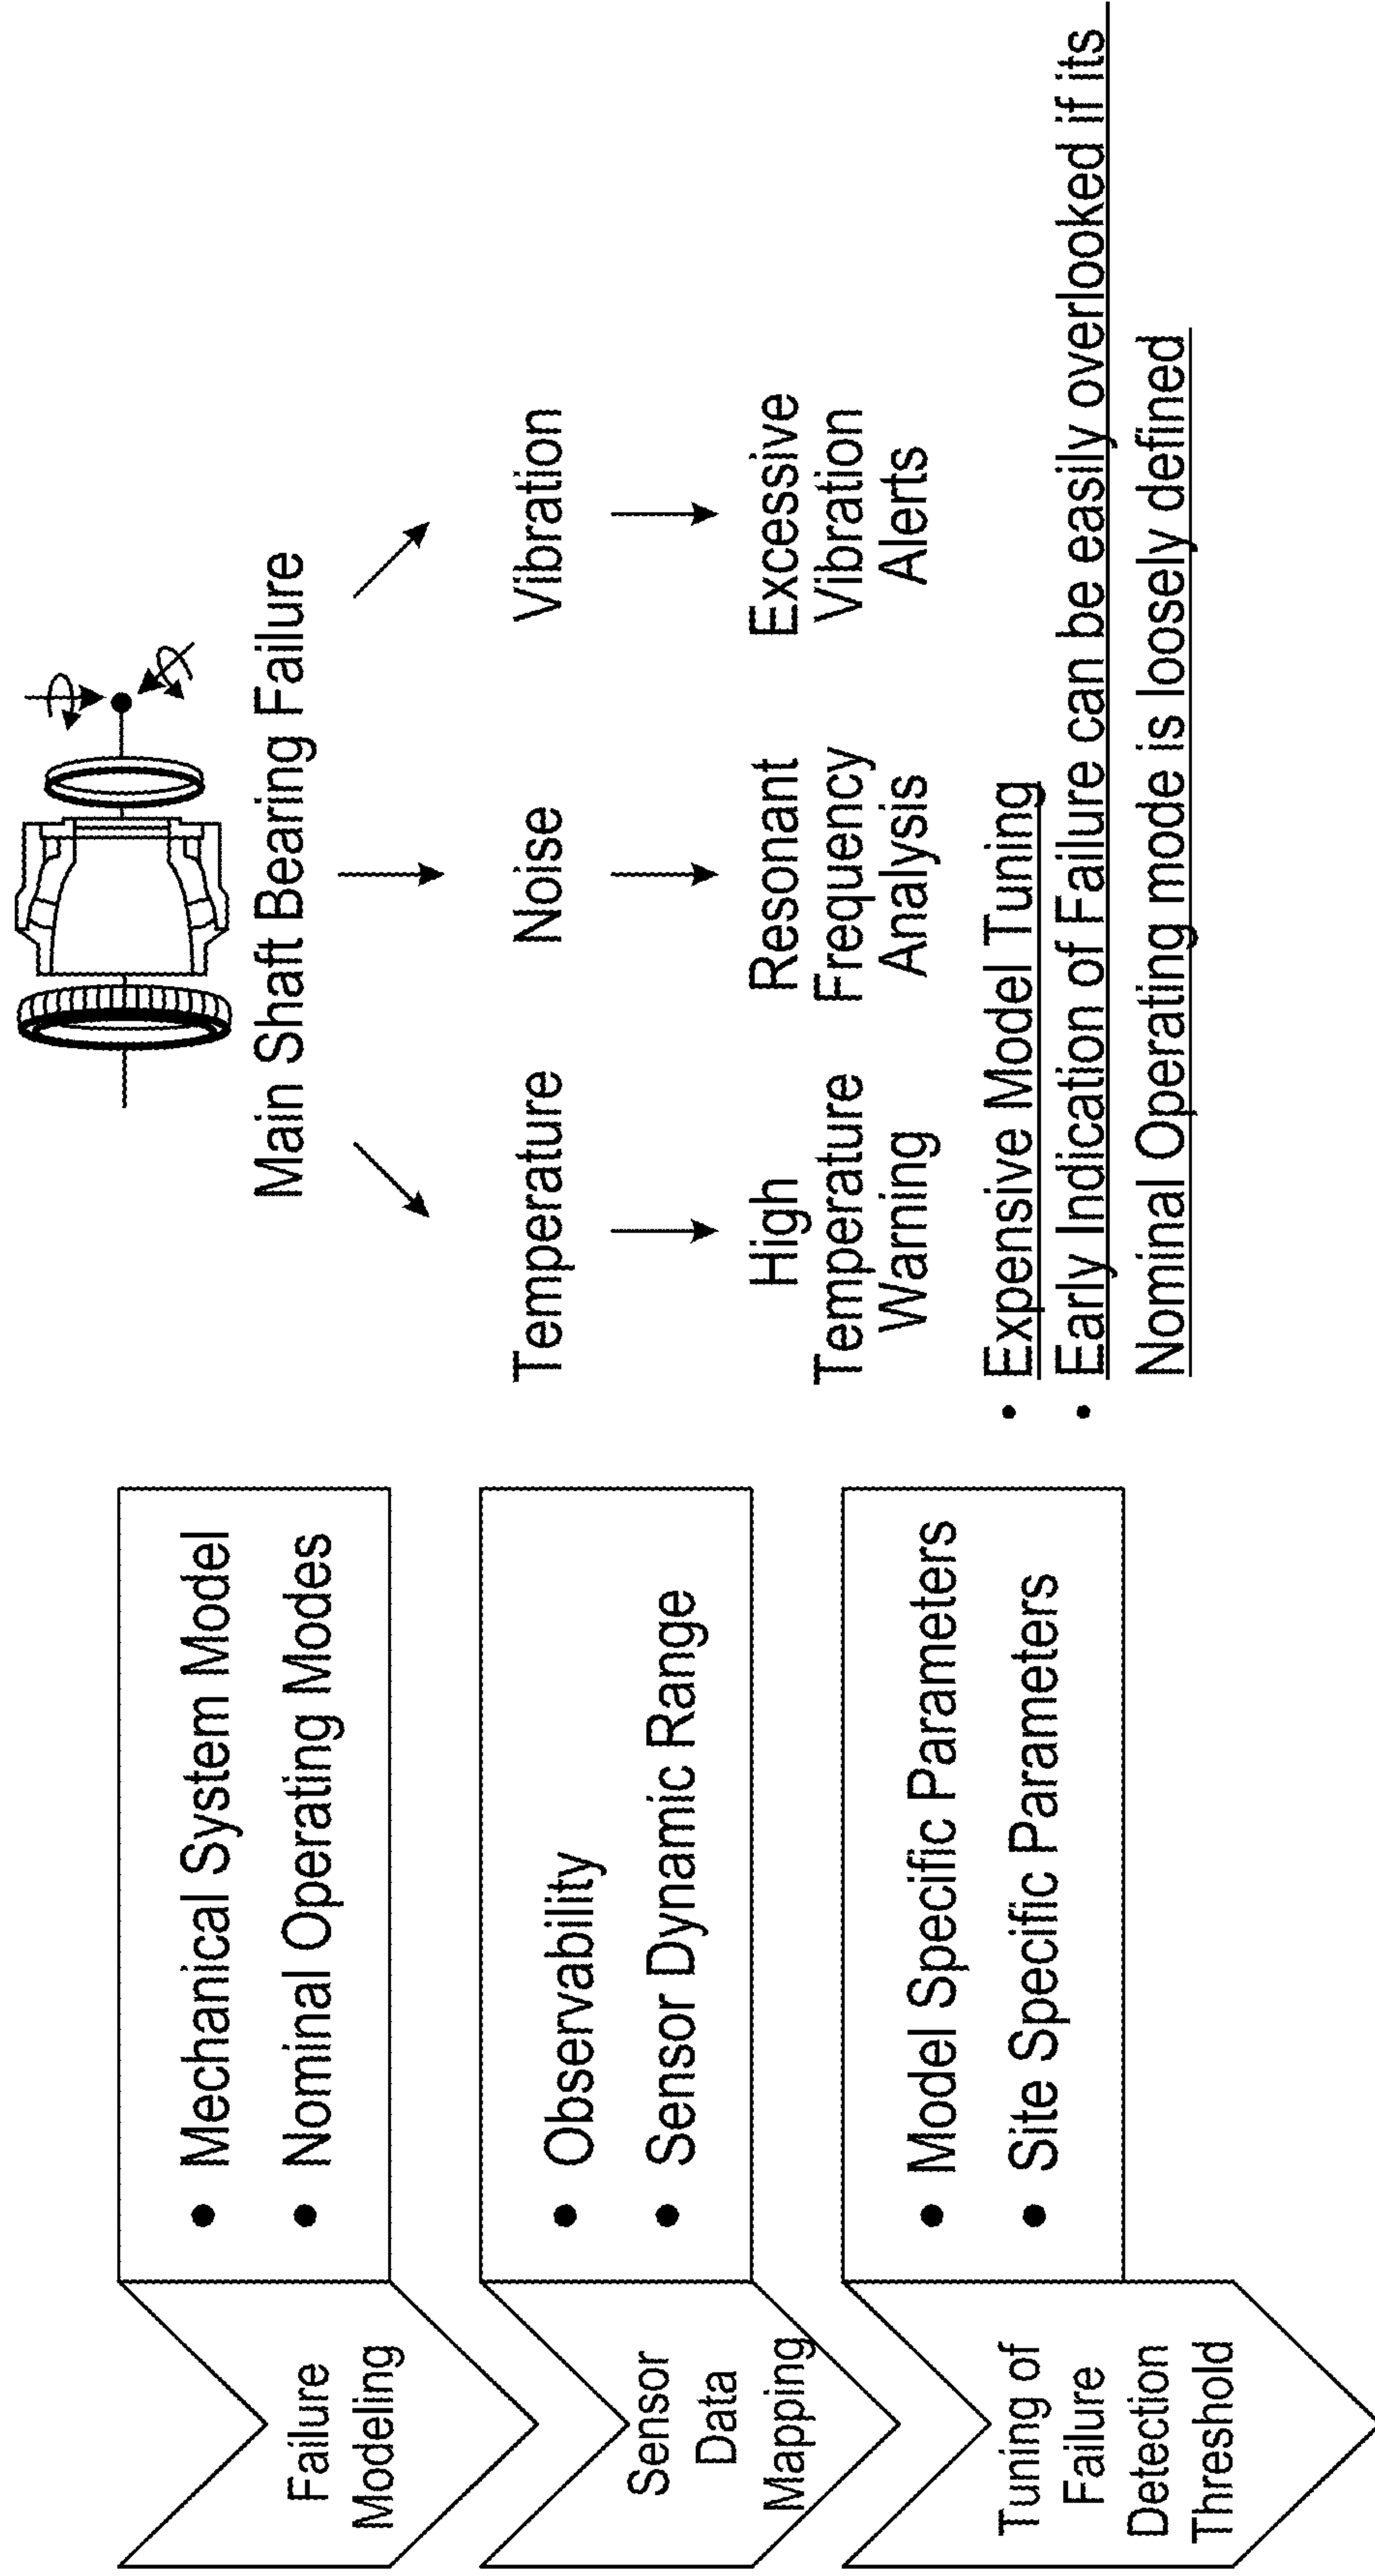 Failure
Modeling
• Mechanical System Model
• Nominal Operating Modes
Sensor
Data
Mapping
• Observability
• Sensor Dynamic Range
Tuning of
Failure
Detection
Threshold
• Model Specific Parameters
• Site Specific Parameters
Main Shaft Bearing Failure
Temperature
Noise
Vibration
High
Temperature
Warning
Resonant
Frequency
Analysis
Excessive
Vibration
Alerts
• Expensive Model Tuning
• Early Indication of Failure can be easily overlooked if its
Nominal Operating mode is loosely defined